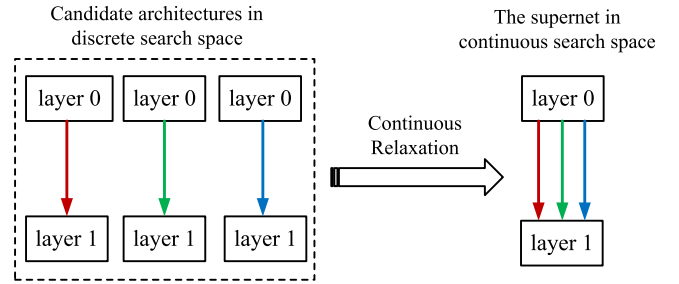 Candidate architectures in
discrete search space
layer 0
layer 0
layer 0
layer 1
layer 1
layer 1
Continuous
Relaxation
The supernet in
continuous search space
layer 0
layer 1